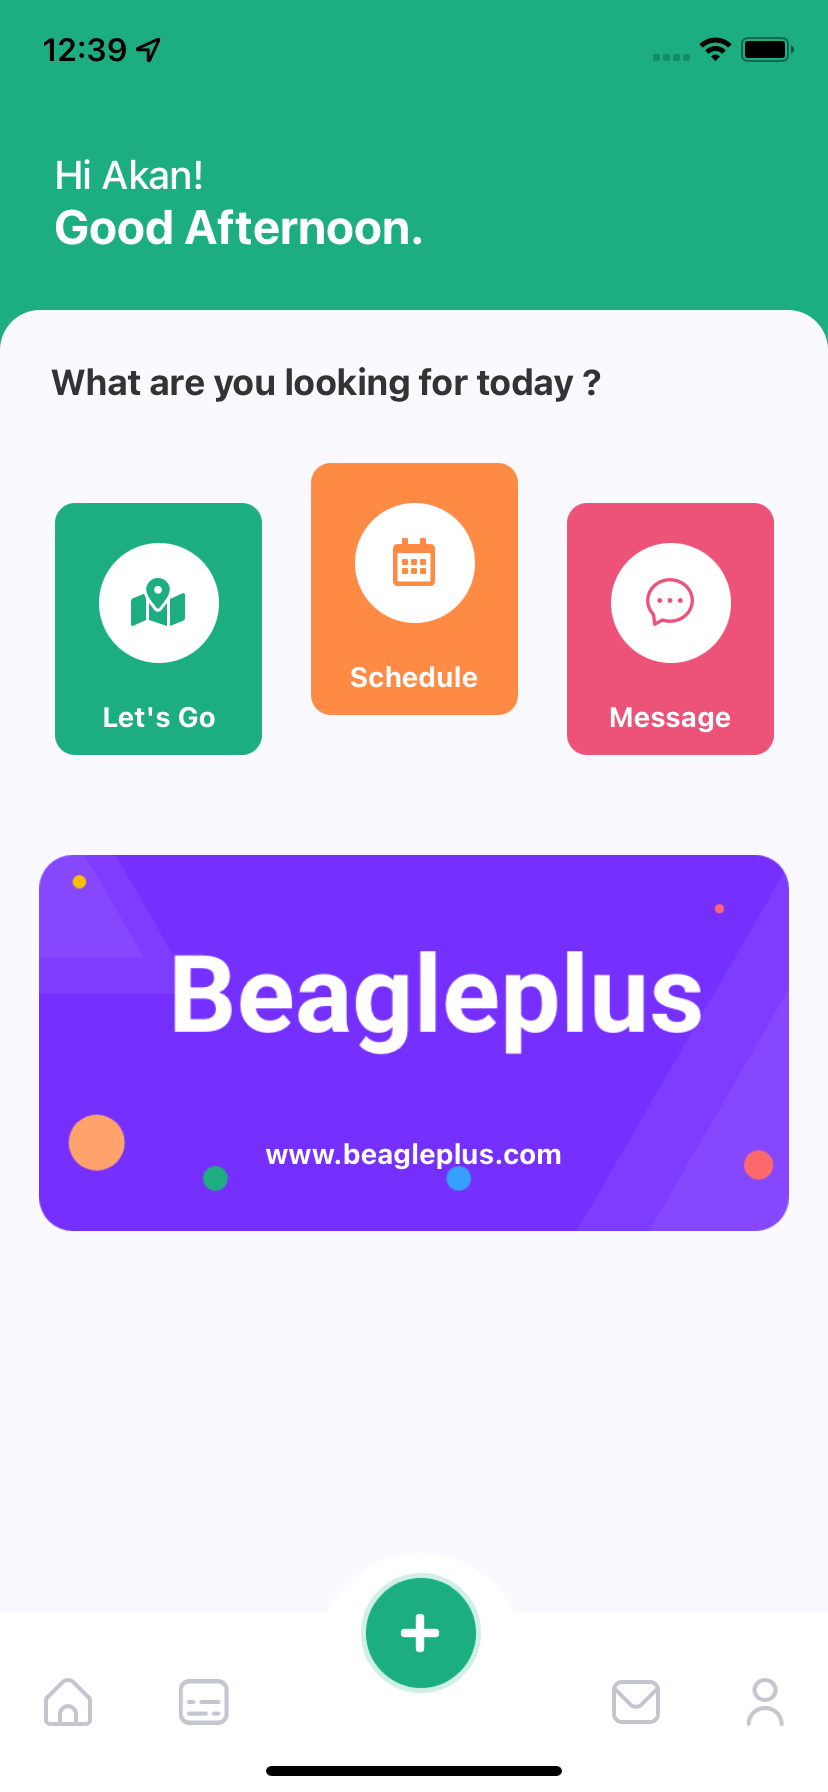 12:39
Hi Akan!
Good Afternoon.
What are you looking for today ?
Let's Go
Schedule
Message
Beagleplus
www.beagleplus.com